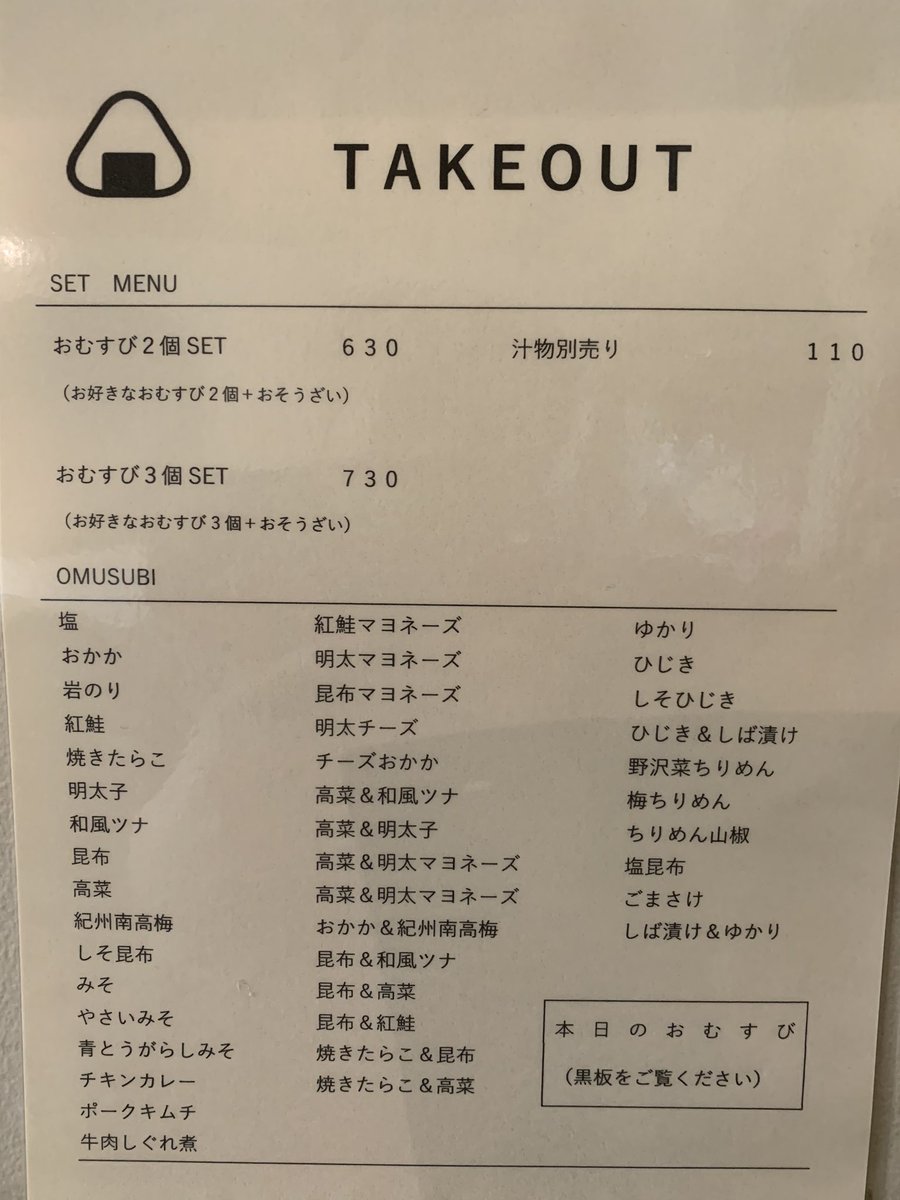 TAKEOUT
SET MENU
おむすび2個SET 630 汁物別売り 110
(お好きなおむすび2個+おそうざい)
おむすび3個SET 730
(お好きなおむすび3個+おそうざい)
OMUSUBI
塩
おかか
岩のり
紅鮭
焼きたらこ
明太子
和風ツナ
昆布
高菜
紀州南高梅
しそ昆布
みそ
やさいみそ
青とうがらしみそ
チキンカレー
ポークキムチ
牛肉しぐれ煮
紅鮭マヨネーズ
明太マヨネーズ
昆布マヨネーズ
明太チーズ
チーズおかか
高菜&和風ツナ
高菜&明太子
高菜&明太マヨネーズ
高菜&明太マヨネーズ
おかか&紀州南高梅
昆布&和風ツナ
昆布&高菜
昆布&紅鮭
焼きたらこ&昆布
焼きたらこ&高菜
ゆかり
ひじき
しそひじき
ひじき&しば漬け
野沢菜ちりめん
梅ちりめん
ちりめん山椒
塩昆布
ごまさけ
しば漬け&ゆかり
本日のおむすび
(黒板をご覧ください)